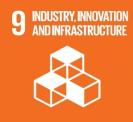 9 INDUSTRY, INNOVATION
AND INFRASTRUCTURE